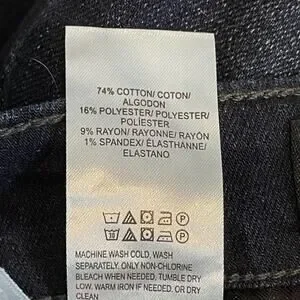 74% COTTON/ COTON/
ALGODON
16% POLYESTER/ POLYESTER/
POLÍESTER
9% RAYON/ RAYONNE/ RAYÓN
1% SPANDEX/ ÉLASTHANNE/
ELASTANO
MACHINE WASH COLD, WASH
SEPARATELY. ONLY NON-CHLORINE
BLEACH WHEN NEEDED. TUMBLE DRY
LOW. WARM IRON IF NEEDED. OR DRY
CLEAN